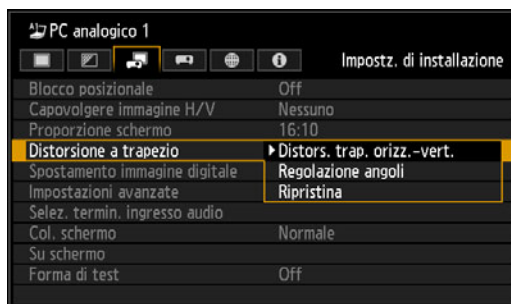 PC analogico 1
Impostz. di installazione
Blocco posizionale Off
Capovolgere immagine H/V Nessuno
Proporzione schermo 16:10
Distorsione a trapezio Distors. trap. orizz.-vert.
Spostamento immagine digitale Regolazione angoli
Impostazioni avanzate Ripristina
Selez. termin. ingresso audio
Col. schermo Normale
Su schermo
Forma di test Off